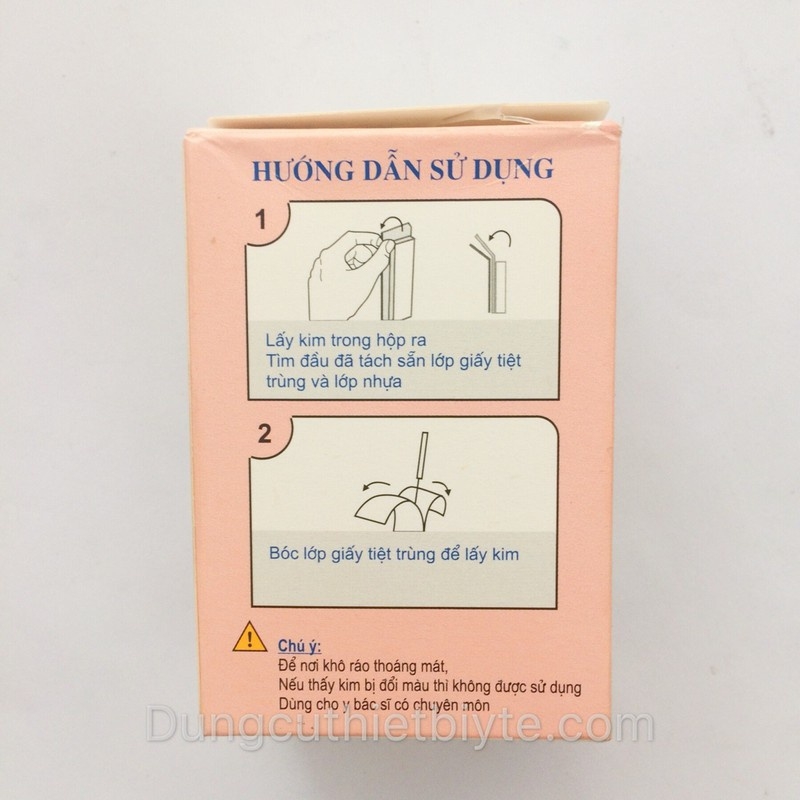 HƯỚNG DẪN SỬ DỤNG
1
Lấy kim trong hộp ra
Tìm đầu đã tách sẵn lớp giấy tiệt
trùng và lớp nhựa
2
Bóc lớp giấy tiệt trùng để lấy kim
Chú ý:
Để nơi khô ráo thoáng mát,
Nếu thấy kim bị đổi màu thì không được sử dụng
Dùng cho y bác sĩ có chuyên môn
Dungcuthietbiyte.com